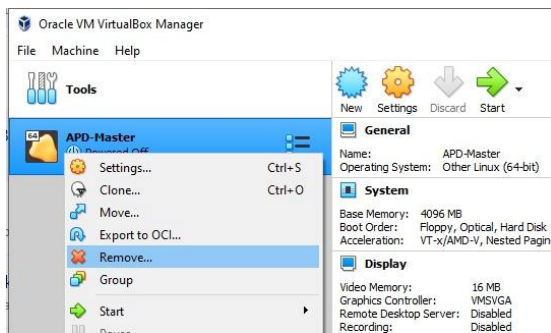 Oracle VM VirtualBox Manager
File Machine Help
Tools
New Settings Discard Start
64
APD-Master
Powered Off
Settings... Ctrl+S
Clone... Ctrl+O
Move...
Export to OCI...
Remove...
Group
Start
Pause
General
Name: APD-Master
Operating System: Other Linux (64-bit)
System
Base Memory: 4096 MB
Boot Order: Floppy, Optical, Hard Disk
Acceleration: VT-x/AMD-V, Nested Pagin
Display
Video Memory: 16 MB
Graphics Controller: VMSVGA
Remote Desktop Server: Disabled
Recording: Disabled